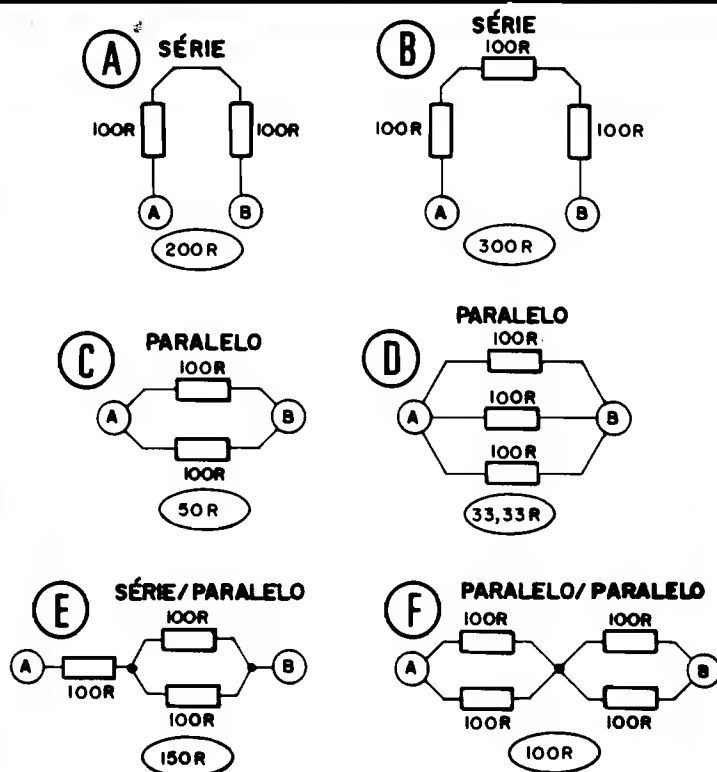 A
SÉRIE
100R
100R
A
B
200R
B
SÉRIE
100R
100R
100R
A
B
300R
C
PARALELO
100R
A
B
100R
50R
D
PARALELO
100R
A
100R
B
100R
33,33R
E
SÉRIE/PARALELO
100R
A
B
100R
100R
150R
F
PARALELO/PARALELO
100R
100R
A
B
100R
100R
100R